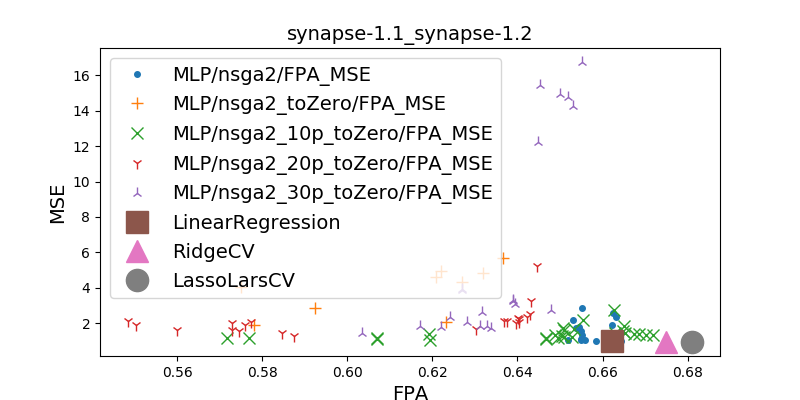 synapse-1.1_synapse-1.2
MLP/nsga2/FPA_MSE
MLP/nsga2_toZero/FPA_MSE
MLP/nsga2_10p_toZero/FPA_MSE
MLP/nsga2_20p_toZero/FPA_MSE
MLP/nsga2_30p_toZero/FPA_MSE
LinearRegression
RidgeCV
LassoLarsCV
MSE
16
14
12
10
8
6
4
2
0.56
0.58
0.60
0.62
0.64
0.66
0.68
FPA